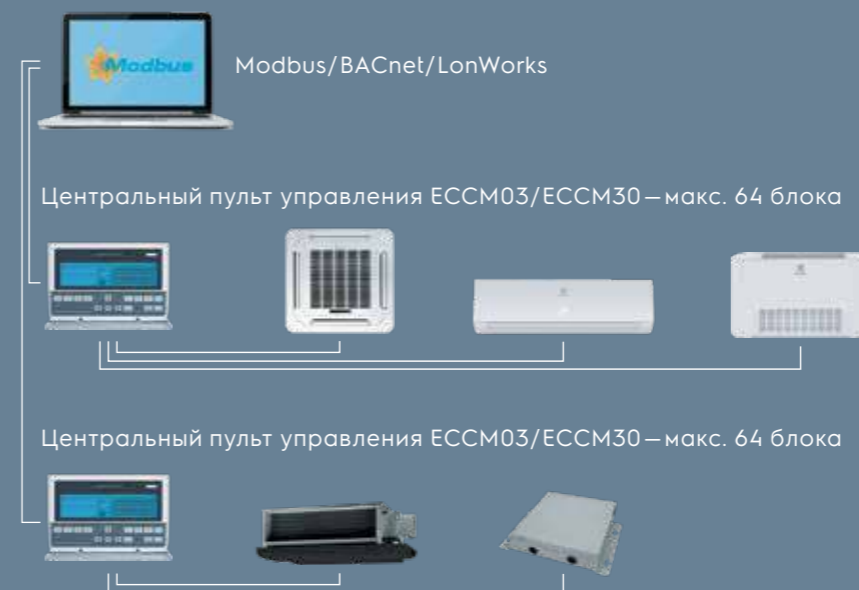 Modbus
Modbus/BACnet/LonWorks
Центральный пульт управления ECCM03/ECCM30—макс. 64 блока
Центральный пульт управления ECCM03/ECCM30—макс. 64 блока